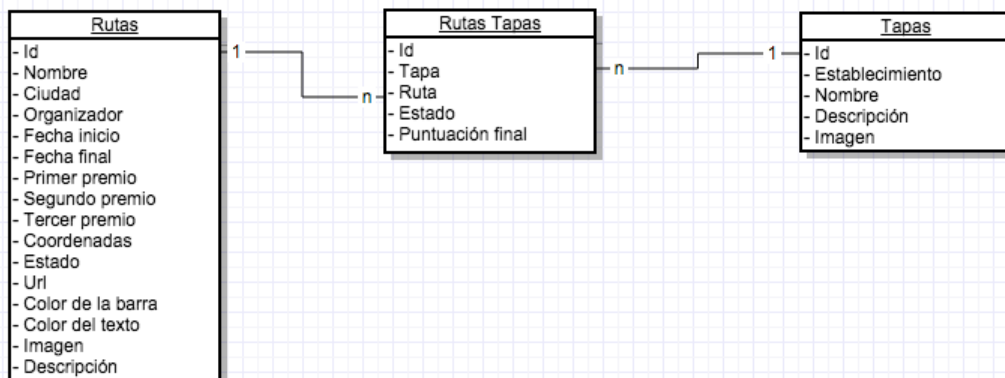 Rutas
- Id
- Nombre
- Ciudad
- Organizador
- Fecha inicio
- Fecha final
- Primer premio
- Segundo premio
- Tercer premio
- Coordenadas
- Estado
- Url
- Color de la barra
- Color del texto
- Imagen
- Descripción
1
n
Rutas Tapas
- Id
- Tapa
- Ruta
- Estado
- Puntuación final
n
1
Tapas
- Id
- Establecimiento
- Nombre
- Descripción
- Imagen